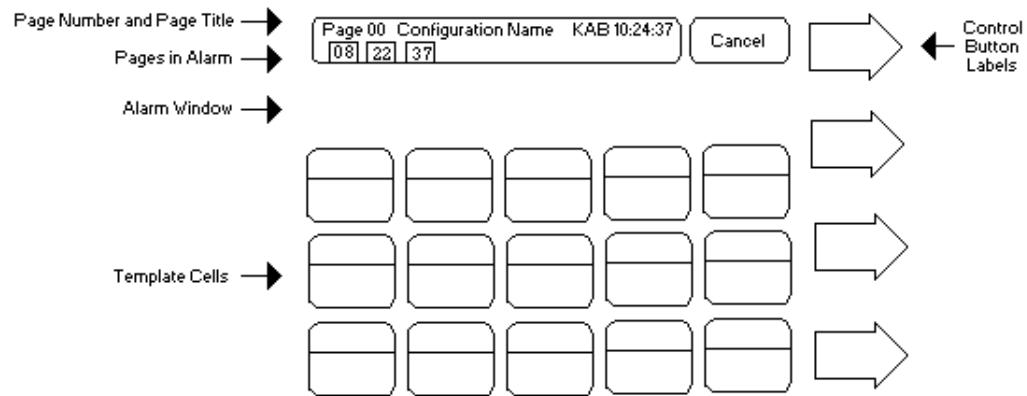 Page Number and Page Title
Page 00 Configuration Name KAB 10:24:37
Cancel
Control
Button
Labels
Pages in Alarm
08 22 37
Alarm Window
Template Cells